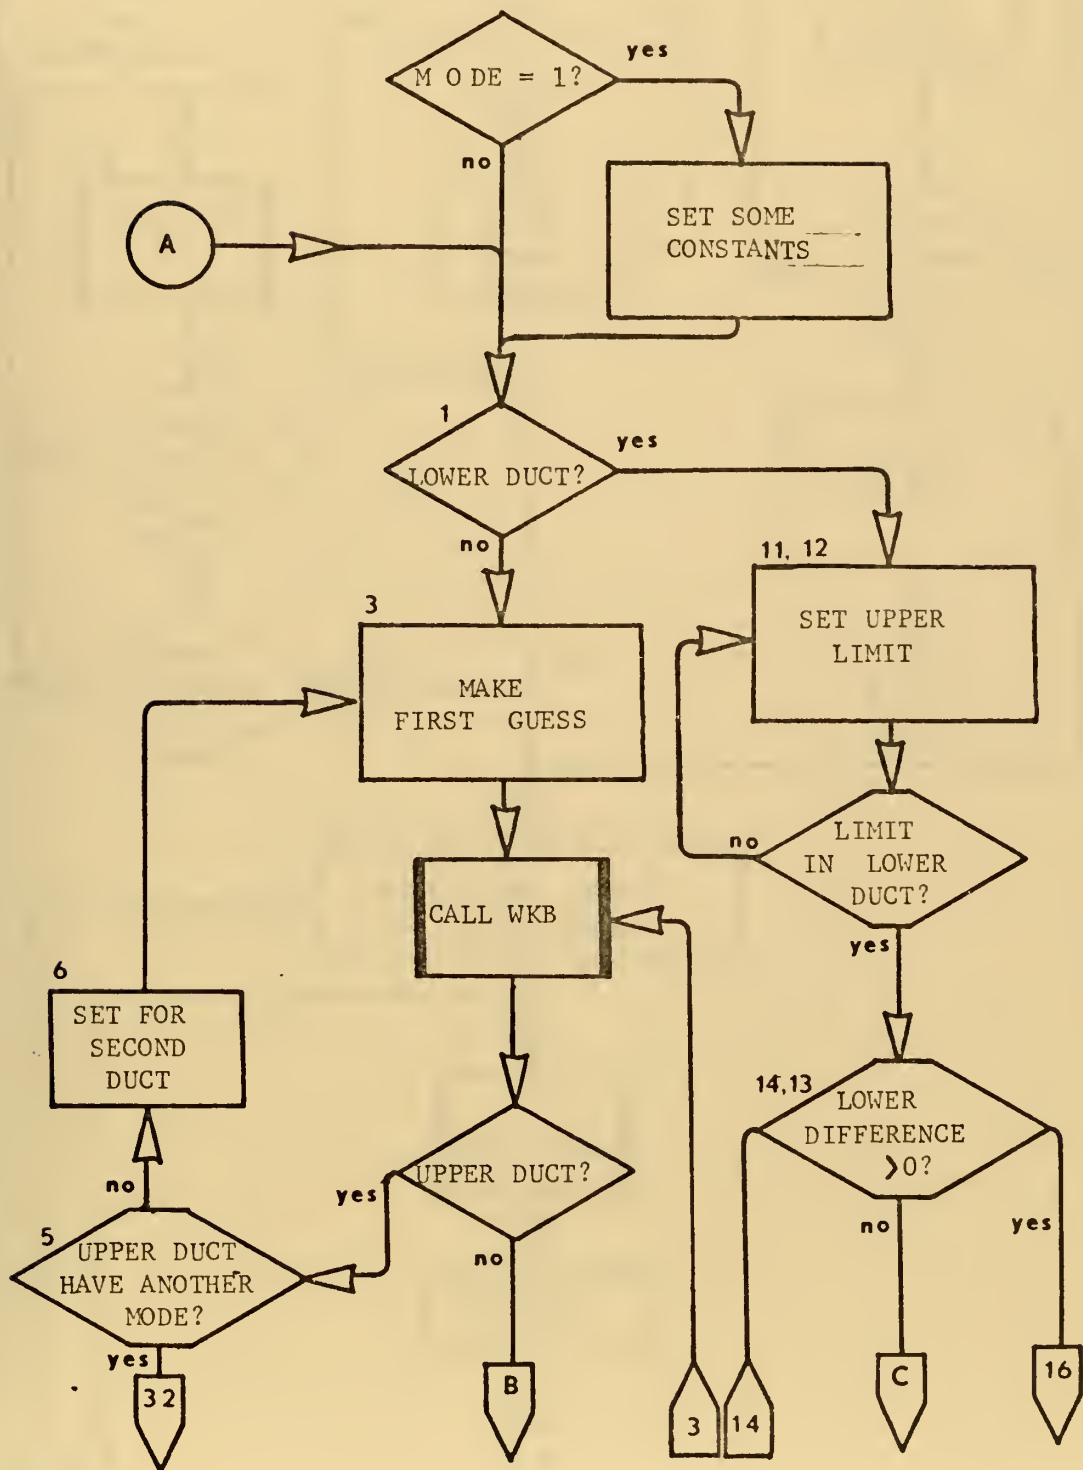 yes
M O DE = 1?
no
SET SOME
CONSTANTS
A
1
yes
LOWER DUCT?
no
11, 12
SET UPPER
LIMIT
3
MAKE
FIRST GUESS
no
LIMIT
IN LOWER
DUCT?
yes
CALL WKB
6
SET FOR
SECOND
DUCT
14,13
LOWER
DIFFERENCE
>0?
no
yes
UPPER DUCT?
yes
no
no
5
UPPER DUCT
HAVE ANOTHER
MODE?
yes
32
B
3
14
C
16